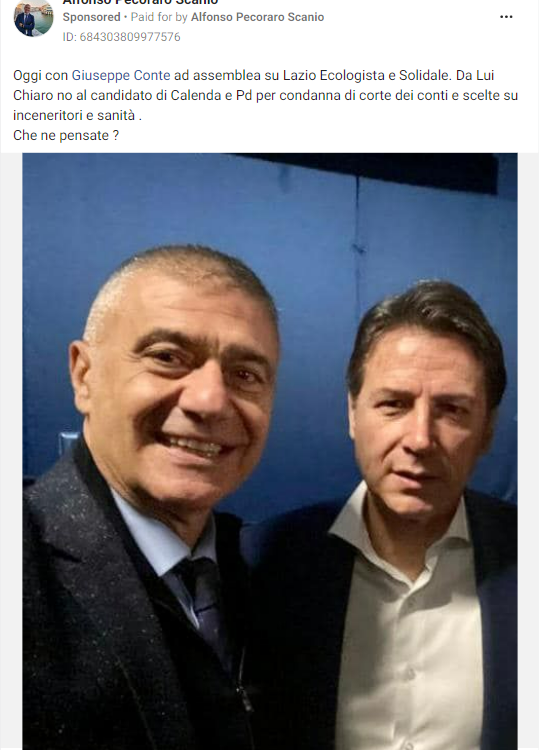 Alfonso Pecoraro Scanio
Sponsored • Paid for by Alfonso Pecoraro Scanio
ID: 684303809977576
Oggi con Giuseppe Conte ad assemblea su Lazio Ecologista e Solidale. Da Lui
Chiaro no al candidato di Calenda e Pd per condanna di corte dei conti e scelte su
inceneritori e sanità .
Che ne pensate ?